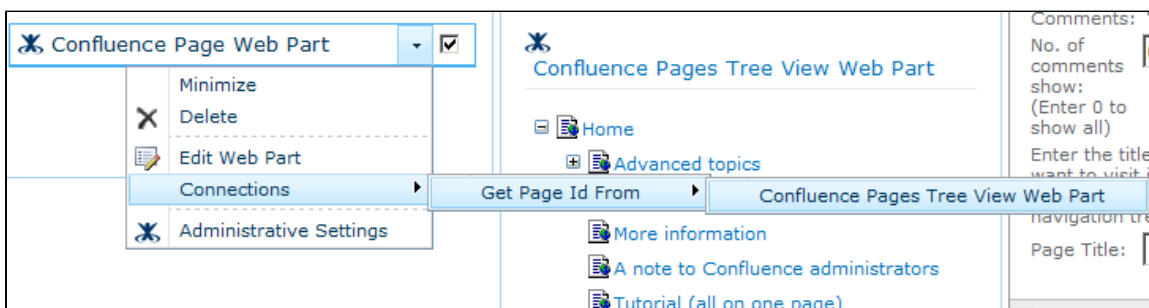 Confluence Page Web Part
Minimize
Delete
Edit Web Part
Connections
Administrative Settings
Get Page Id From
Confluence Pages Tree View Web Part
Confluence Pages Tree View Web Part
Home
Advanced topics
More information
A note to Confluence administrators
Tutorial (all on one page)
Comments:
No. of
comments
show:
(Enter 0 to
show all)
Enter the title
want to visit
navigation
Page Title: